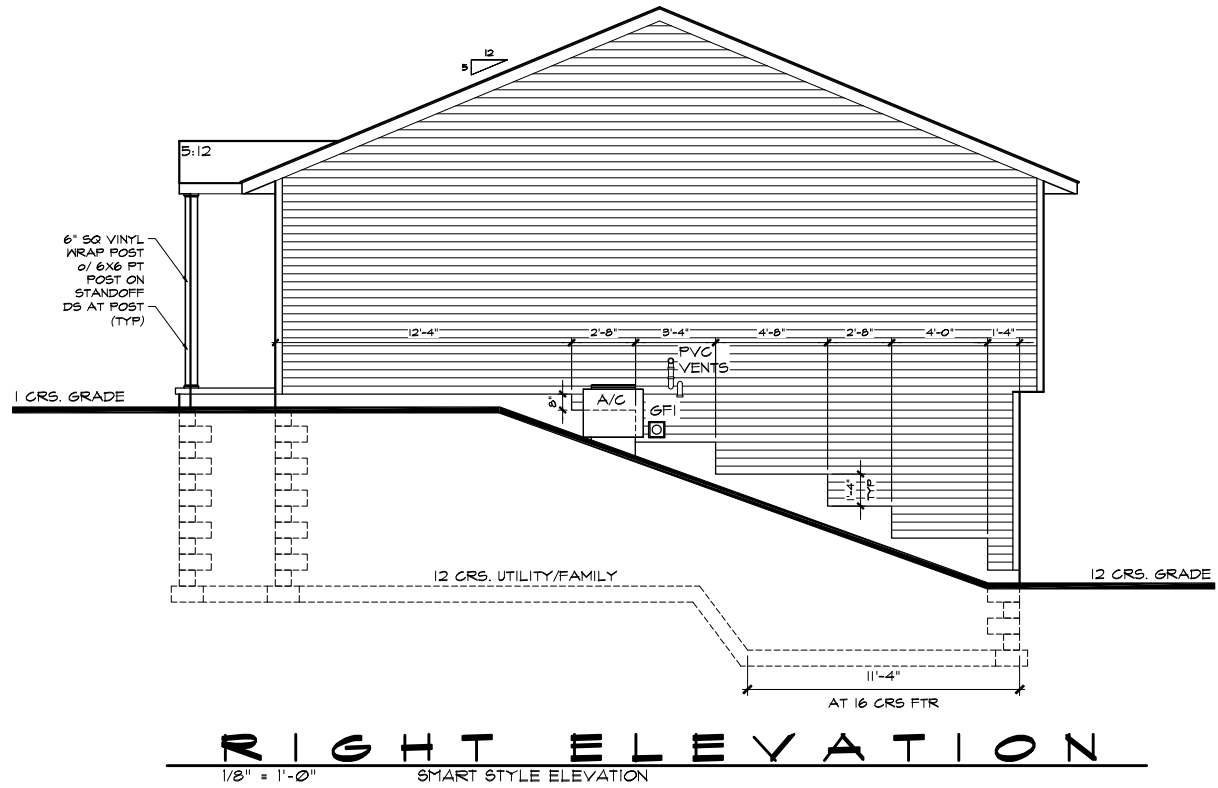 12
5
5:12
6" SQ VINYL
WRAP POST
o/ 6X6 PT
POST ON
STANDOFF
DS AT POST
(TYP)
12'-4"
2'-8"
3'-4"
4'-8"
2'-8"
4'-0"
1'-4"
PVC
VENTS
1 CRS. GRADE
8"
A/C
GFI
1'-4"
TYP
12 CRS. UTILITY/FAMILY
12 CRS. GRADE
11'-4"
AT 16 CRS FTR
RIGHT ELEVATION
1/8" = 1'-0"
SMART STYLE ELEVATION